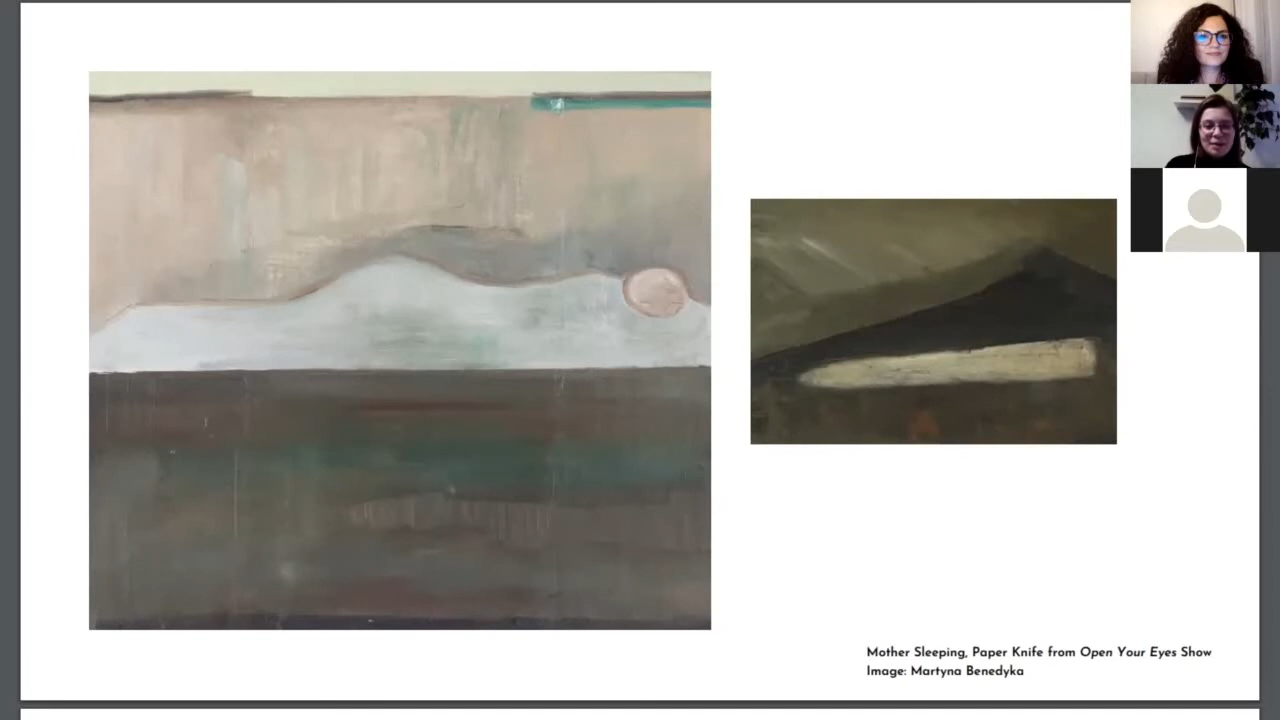 Mother Sleeping, Paper Knife from Open Your Eyes Show
Image: Martyna Benedyka